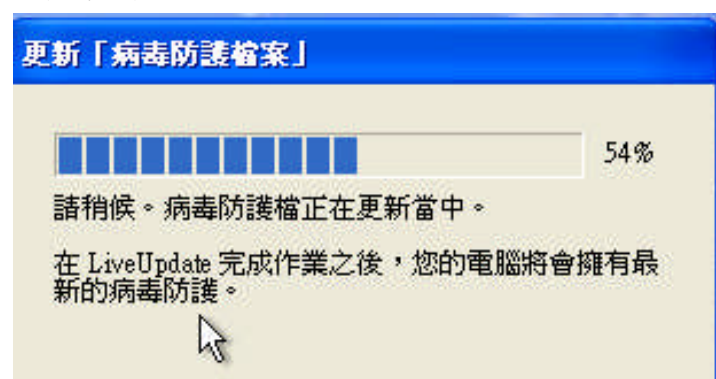 更新「病毒防護檔案」
54%
請稍候。病毒防護檔正在更新當中。
在 LiveUpdate 完成作業之後，您的電腦將會擁有最
新的病毒防護。